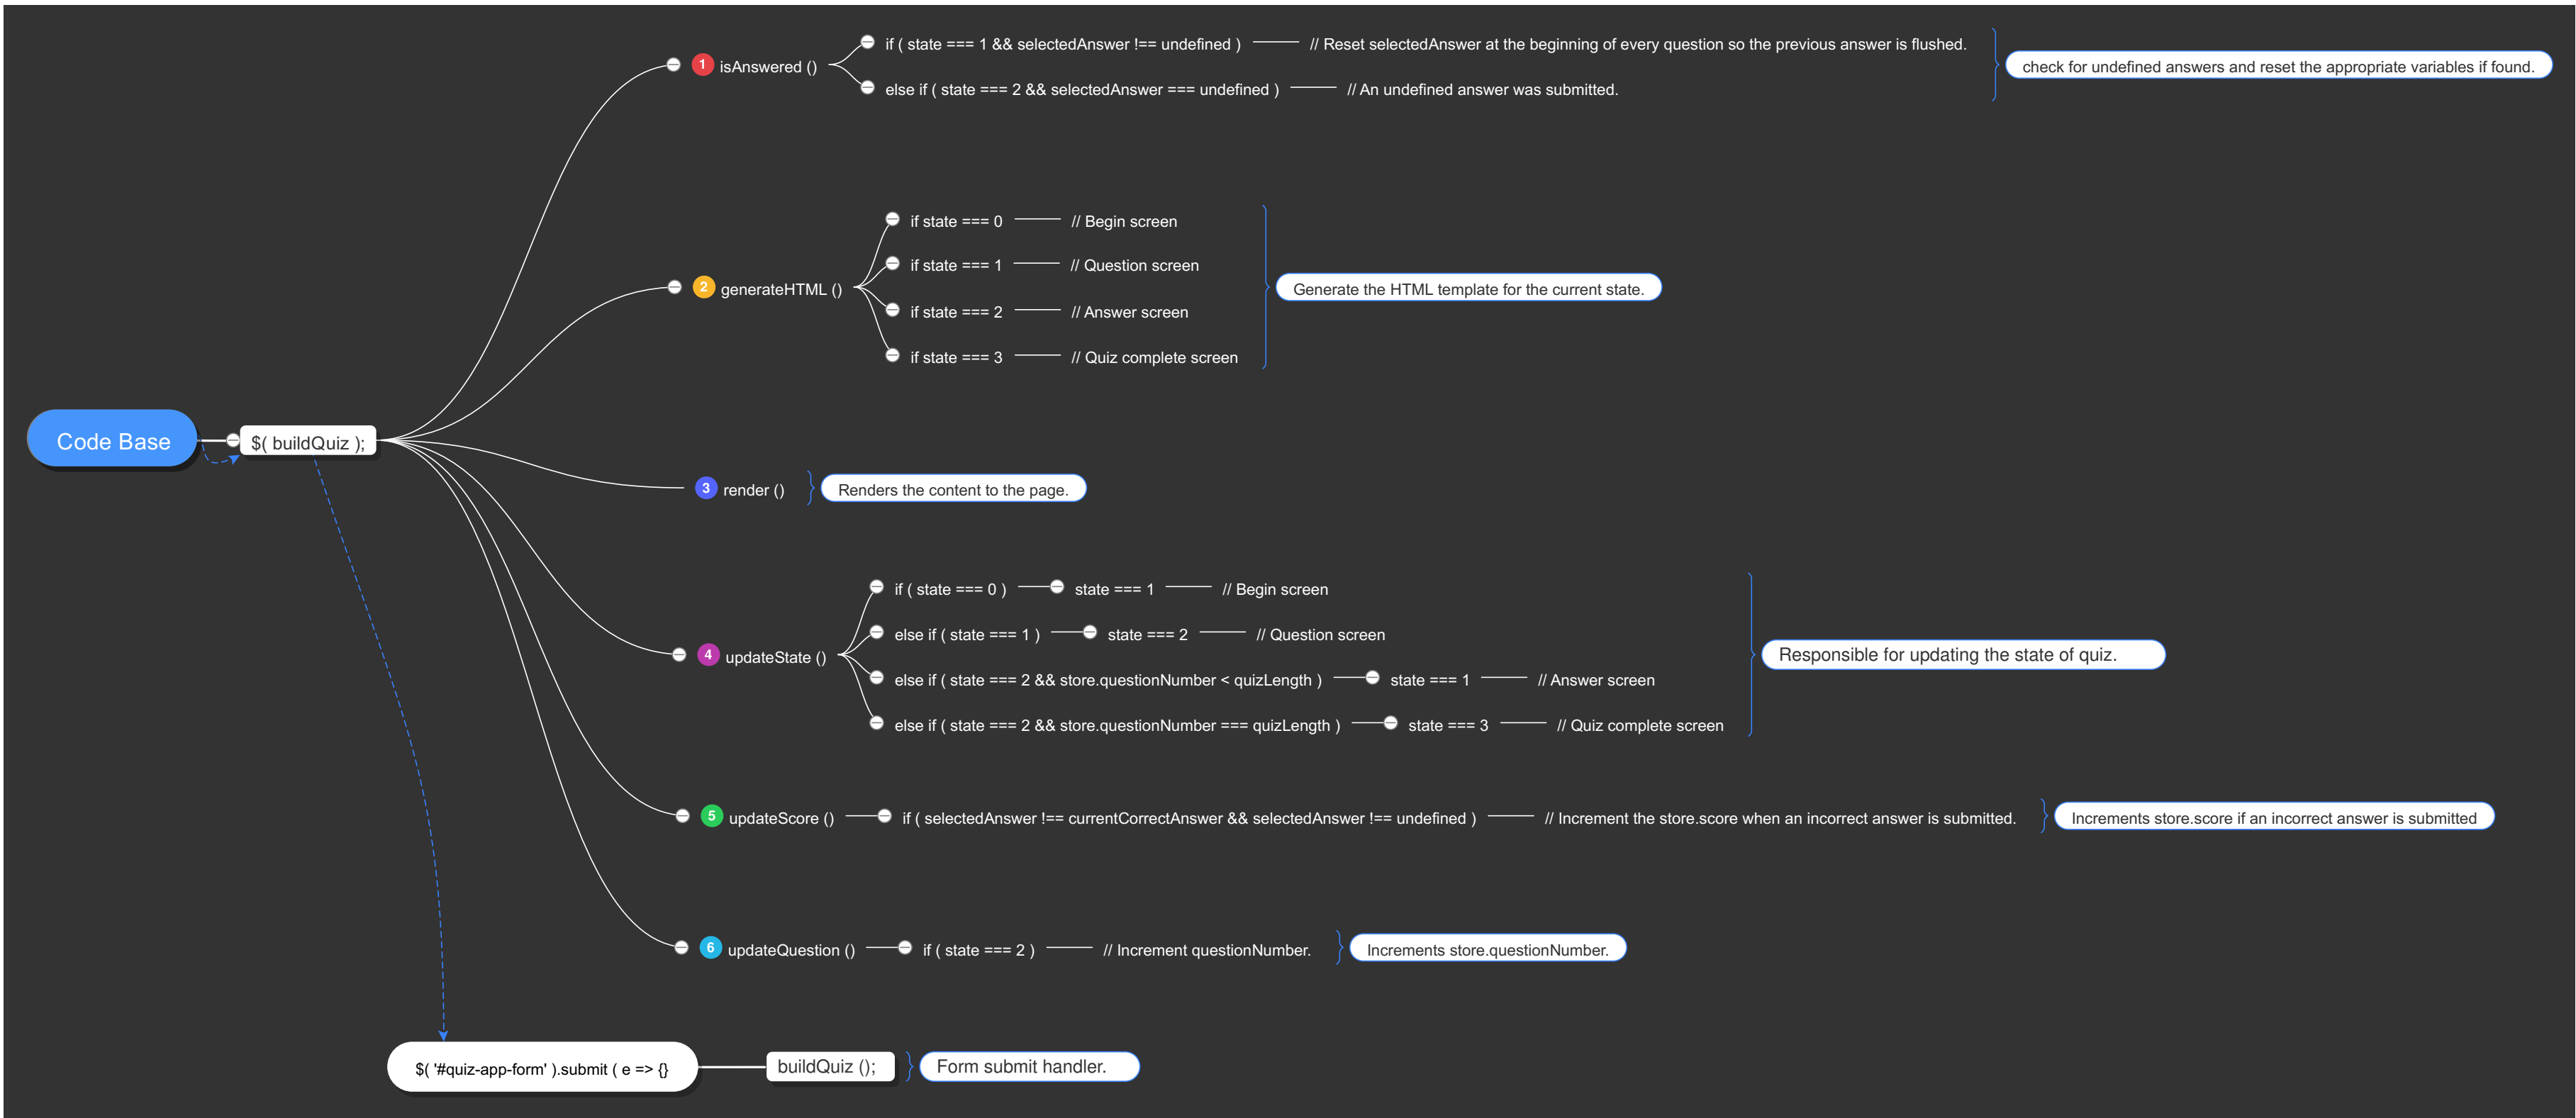 Code Base
$( buildQuiz );
1 isAnswered ()
if ( state === 1 && selectedAnswer !== undefined )
// Reset selectedAnswer at the beginning of every question so the previous answer is flushed.
else if ( state === 2 && selectedAnswer === undefined )
// An undefined answer was submitted.
check for undefined answers and reset the appropriate variables if found.
2 generateHTML ()
if state === 0
// Begin screen
if state === 1
// Question screen
if state === 2
// Answer screen
if state === 3
// Quiz complete screen
Generate the HTML template for the current state.
3 render ()
Renders the content to the page.
4 updateState ()
if ( state === 0 )
state === 1
// Begin screen
else if ( state === 1 )
state === 2
// Question screen
else if ( state === 2 && store.questionNumber < quizLength )
state === 1
// Answer screen
else if ( state === 2 && store.questionNumber === quizLength )
state === 3
// Quiz complete screen
Responsible for updating the state of quiz.
5 updateScore ()
if ( selectedAnswer !== currentCorrectAnswer && selectedAnswer !== undefined )
// Increment the store.score when an incorrect answer is submitted.
Increments store.score if an incorrect answer is submitted
6 updateQuestion ()
if ( state === 2 )
// Increment questionNumber.
Increments store.questionNumber.
$( '#quiz-app-form' ).submit ( e => {}
buildQuiz ();
Form submit handler.